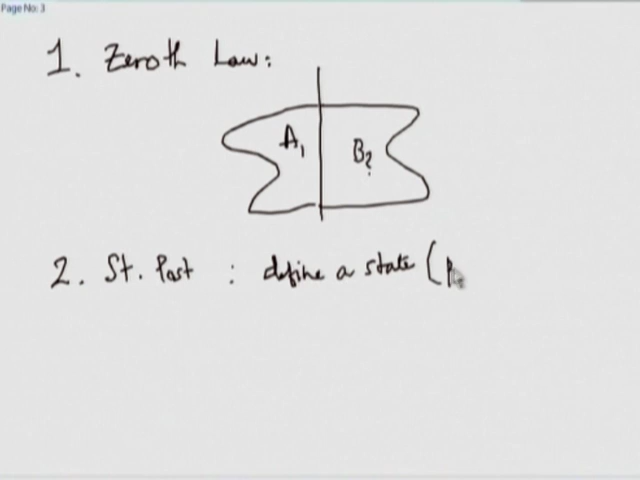 Page No: 3
1. Zeroth Law:
A1 B2
2. St. Post : define a state (p